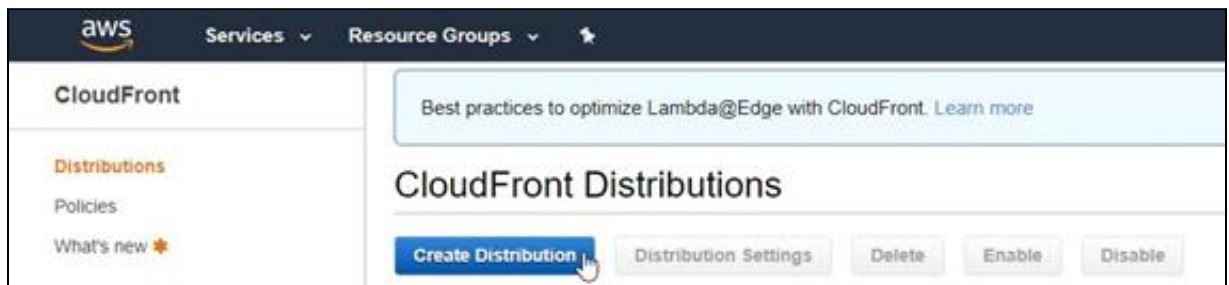 aws Services Resource Groups
CloudFront
Best practices to optimize Lambda@Edge with CloudFront. Learn more
Distributions
Policies
What's new
CloudFront Distributions
Create Distribution Distribution Settings Delete Enable Disable